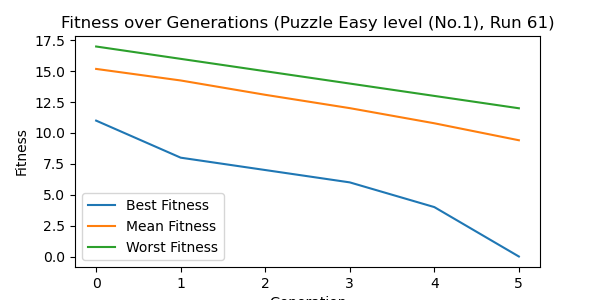 Fitness over Generations (Puzzle Easy level (No.1), Run 61)
17.5
15.0
12.5
10.0
7.5
5.0
2.5
0.0
Fitness
Best Fitness
Mean Fitness
Worst Fitness
0 1 2 3 4 5
Generation